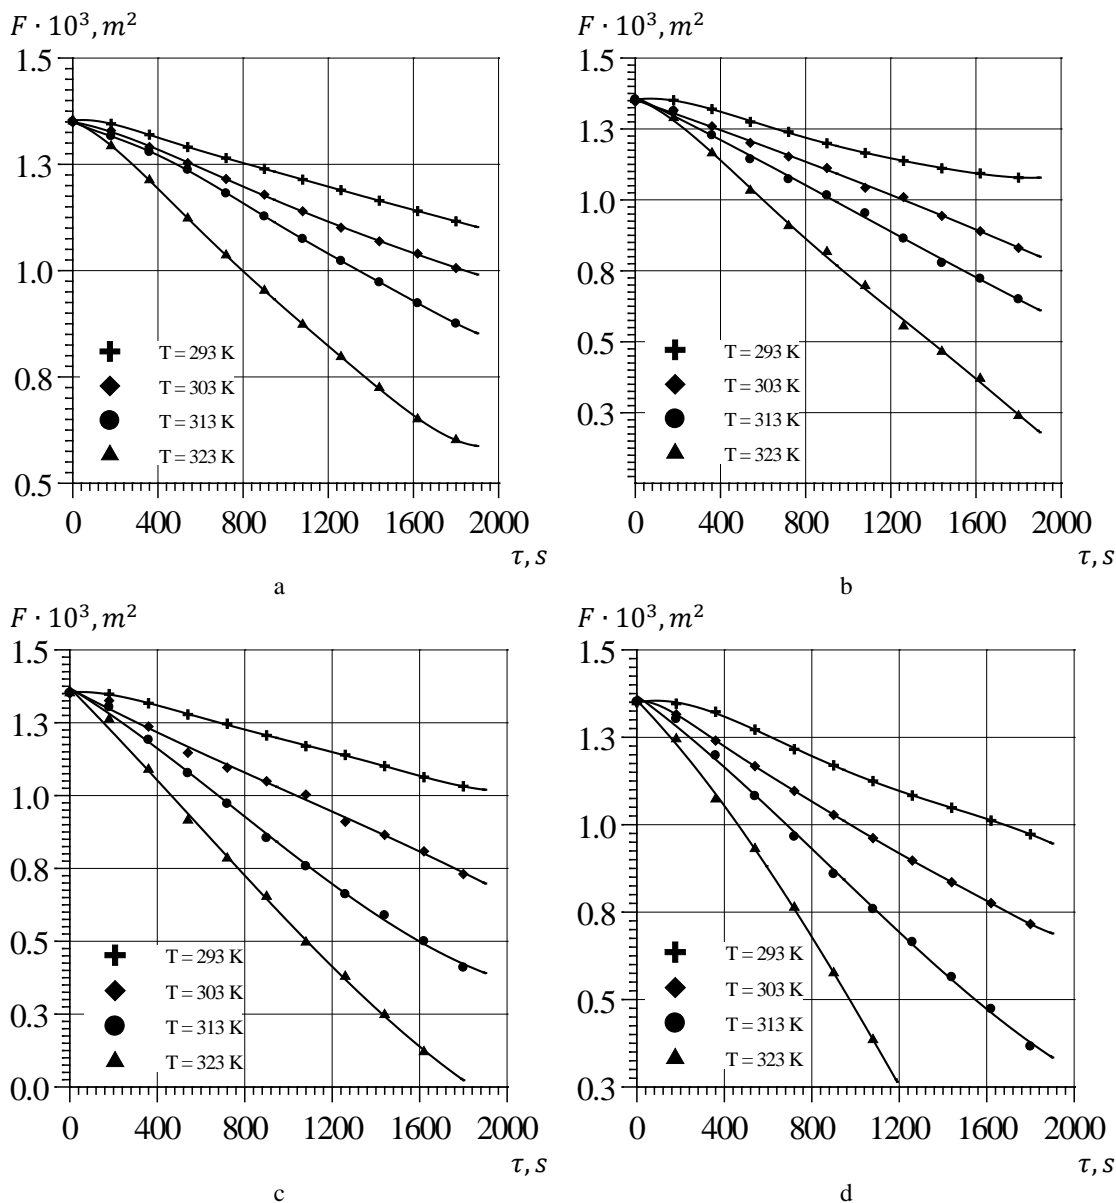 F · 10³, m²
1.5
1.3
1.0
0.8
0.5
T = 293 K
T = 303 K
T = 313 K
T = 323 K
0 400 800 1200 1600 2000
τ, s
a
F · 10³, m²
1.5
1.3
1.0
0.8
0.5
0.3
T = 293 K
T = 303 K
T = 313 K
T = 323 K
0 400 800 1200 1600 2000
τ, s
b
F · 10³, m²
1.5
1.3
1.0
0.8
0.5
0.3
0.0
T = 293 K
T = 303 K
T = 313 K
T = 323 K
0 400 800 1200 1600 2000
τ, s
c
F · 10³, m²
1.5
1.3
1.0
0.8
0.5
0.3
T = 293 K
T = 303 K
T = 313 K
T = 323 K
0 400 800 1200 1600 2000
τ, s
d